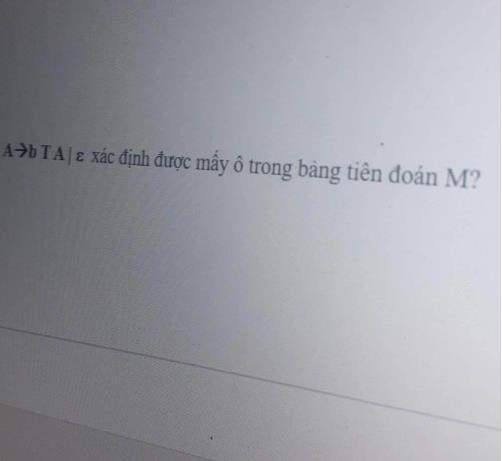 A→b T A | ε xác định được mấy ô trong bảng tiên đoán M?